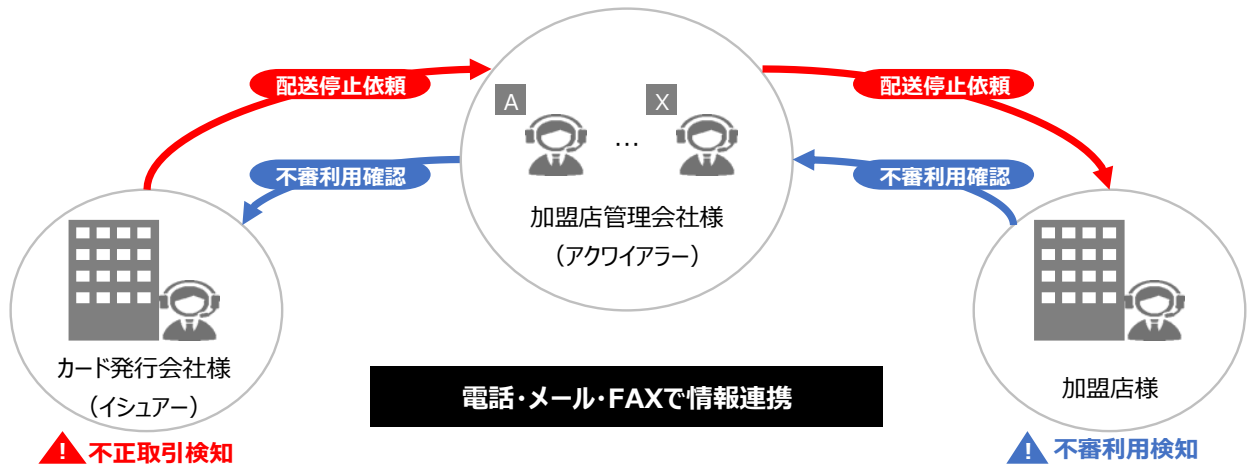 配送停止依頼
配送停止依頼
A
X
…
不審利用確認
不審利用確認
加盟店管理会社様
（アクワイアラー）
カード発行会社様
（イシュアー）
加盟店様
電話・メール・FAXで情報連携
! 不正取引検知
! 不審利用検知